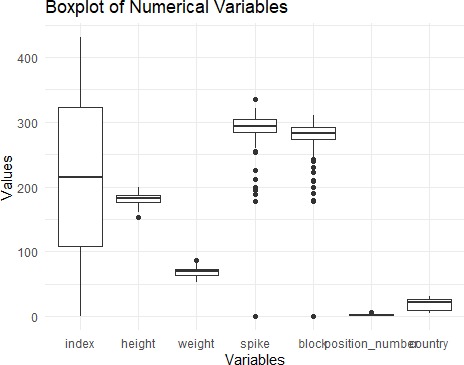 Boxplot of Numerical Variables
400
300
200
100
0
Values
index height weight spike block position_number country
Variables